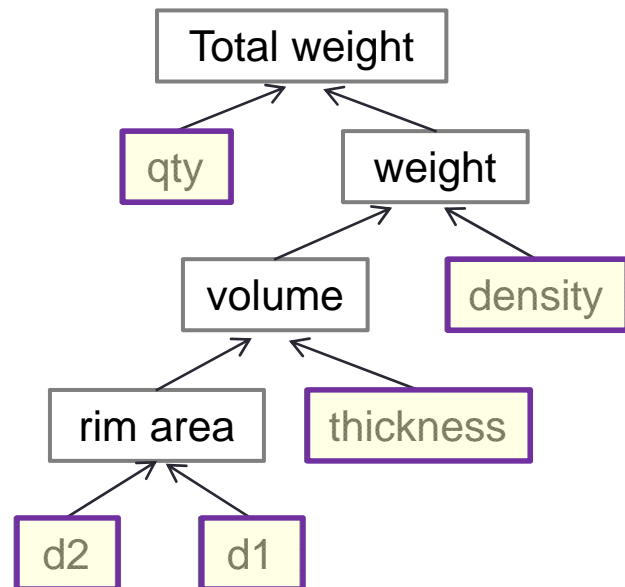 Total weight
qty
weight
volume
density
rim area
thickness
d2
d1